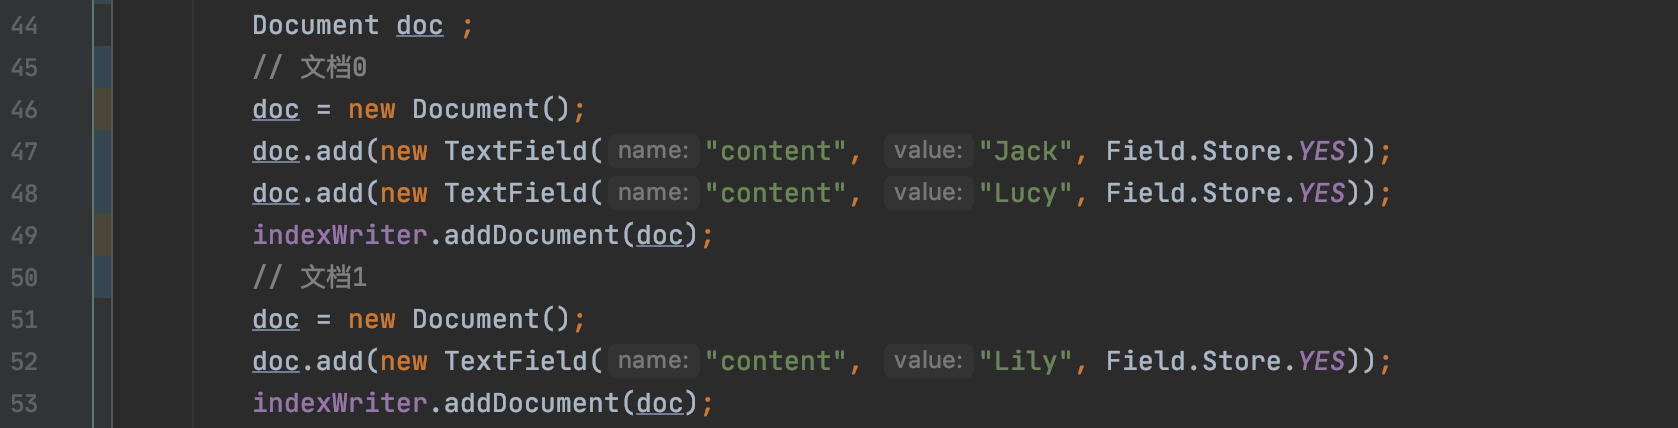 44 Document doc ;
45 // 文档0
46 doc = new Document();
47 doc.add(new TextField( name: "content", value: "Jack", Field.Store.YES));
48 doc.add(new TextField( name: "content", value: "Lucy", Field.Store.YES));
49 indexWriter.addDocument(doc);
50 // 文档1
51 doc = new Document();
52 doc.add(new TextField( name: "content", value: "Lily", Field.Store.YES));
53 indexWriter.addDocument(doc);